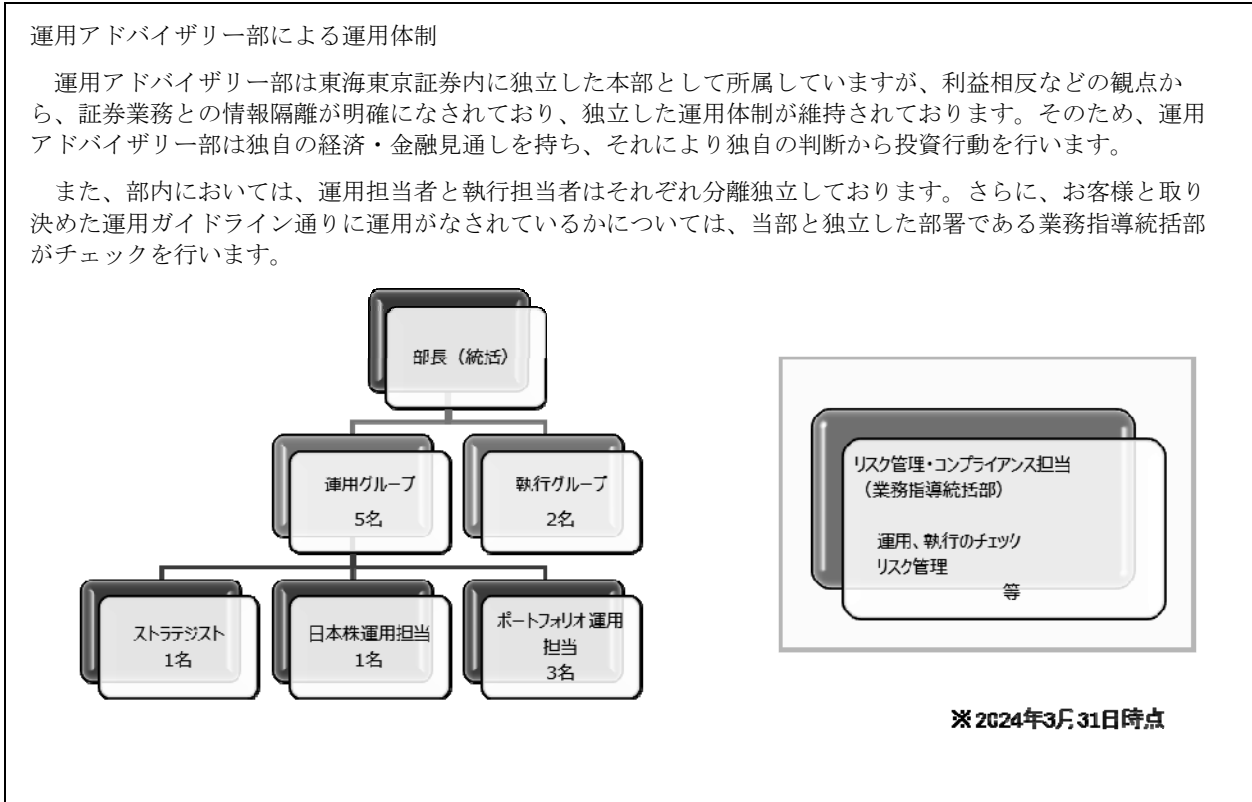 運用アドバイザリー部による運用体制
運用アドバイザリー部は東海東京証券内に独立した本部として所属していますが、利益相反などの観点か
ら、証券業務との情報隔離が明確になされており、独立した運用体制が維持されております。そのため、運用
アドバイザリー部は独自の経済・金融見通しを持ち、それにより独自の判断から投資行動を行います。
また、部内においては、運用担当者と執行担当者はそれぞれ分離独立しております。さらに、お客様と取り
決めた運用ガイドライン通りに運用がなされているかについては、当部と独立した部署である業務指導統括部
がチェックを行います。
部長（統括）
運用グループ
5名
執行グループ
2名
ストラテジスト
1名
日本株運用担当
1名
ポートフォリオ運用
担当
3名
リスク管理・コンプライアンス担当
（業務指導統括部）
運用、執行のチェック
リスク管理
等
※2024年3月31日時点